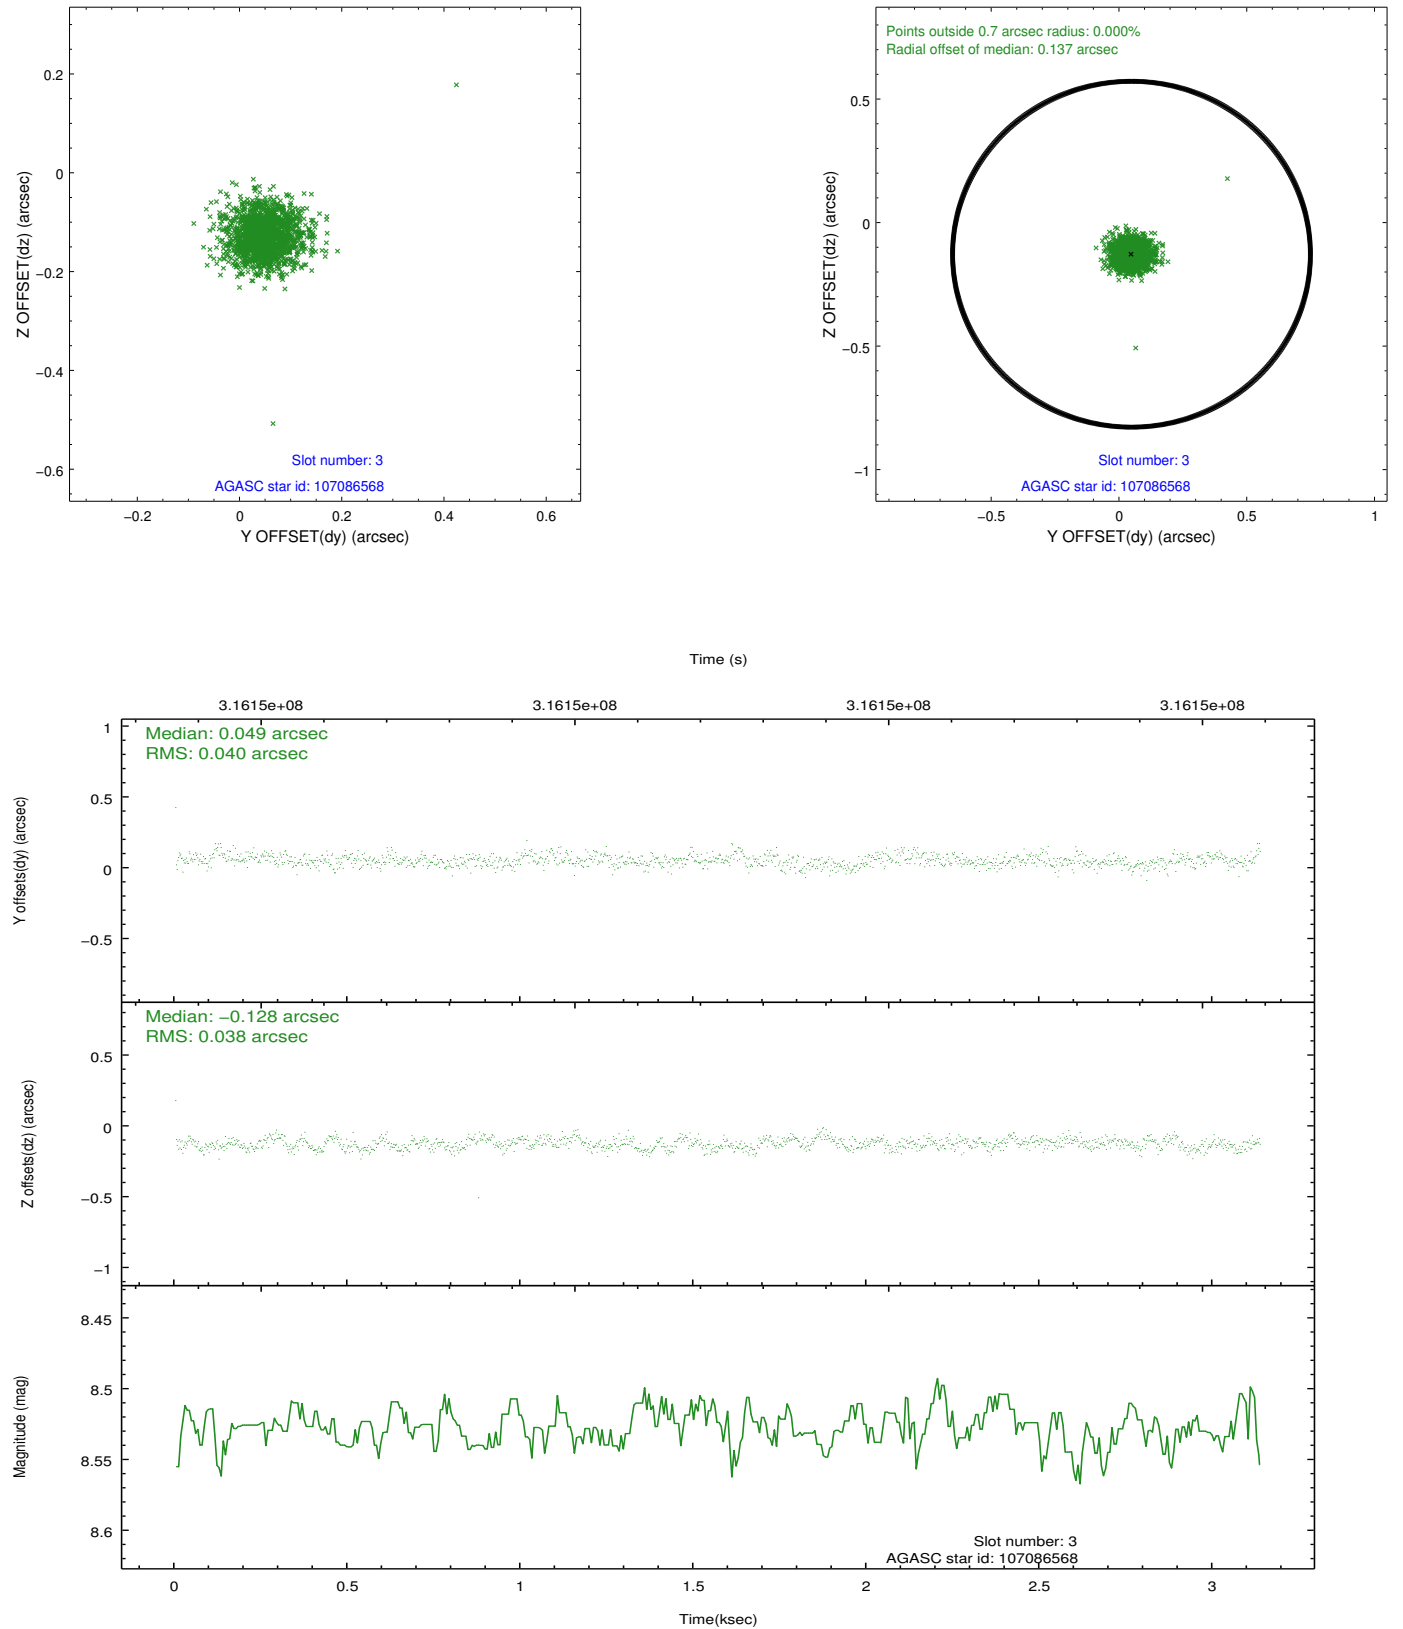 0.2
0
−0.2
−0.4
−0.6
Z OFFSET(dz) (arcsec)
Slot number: 3
AGASC star id: 107086568
−0.2 0 0.2 0.4 0.6
Y OFFSET(dy) (arcsec)
Points outside 0.7 arcsec radius: 0.000%
Radial offset of median: 0.137 arcsec
0.5
0
−0.5
−1
Z OFFSET(dz) (arcsec)
Slot number: 3
AGASC star id: 107086568
−0.5 0 0.5 1
Y OFFSET(dy) (arcsec)
Time (s)
3.1615e+08 3.1615e+08 3.1615e+08 3.1615e+08
Median: 0.049 arcsec
RMS: 0.040 arcsec
1
0.5
0
−0.5
Y offsets(dy) (arcsec)
Median: −0.128 arcsec
RMS: 0.038 arcsec
0.5
0
−0.5
−1
Z offsets(dz) (arcsec)
8.45
8.5
8.55
8.6
Magnitude (mag)
Slot number: 3
AGASC star id: 107086568
0 0.5 1 1.5 2 2.5 3
Time(ksec)